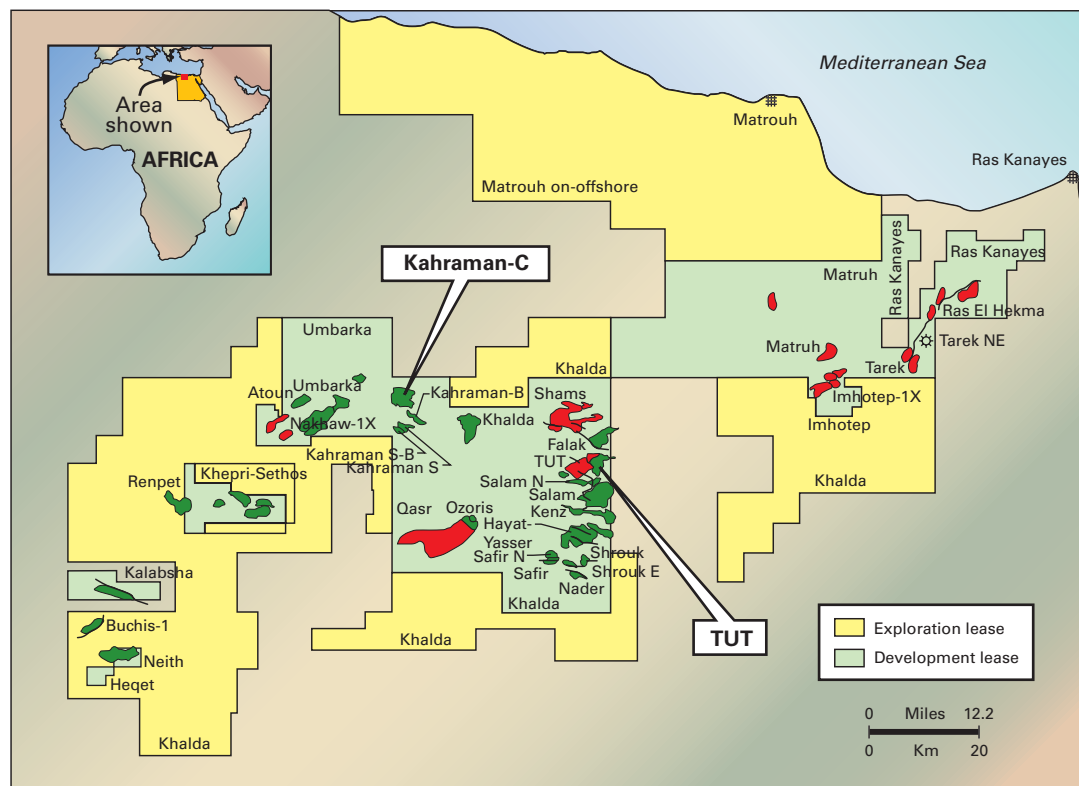 Mediterranean Sea
Area
shown
AFRICA
Matrouh
Ras Kanayes
Matrouh on-offshore
Kahraman-C
Ras Kanayes
Ras Kanayes
Matruh
Ras El Hekma
Umbarka
Tarek NE
Matruh
Khalda
Tarek
Umbarka
Atoun
Kahraman-B
Shams
Imhotep-1X
Nakhaw-1X
Khalda
Imhotep
Falak
Kahraman S-B
Kahraman S
TUT
Khepri-Sethos
Renpet
Salam N
Khalda
Salam
Qasr
Ozoris
Kenz
Hayat-
Yasser
Shrouk
Safir N
Kalabsha
Safir
Shrouk E
Nader
Khalda
Buchis-1
Khalda
TUT
Neith
Heqet
Khalda
Exploration lease
Development lease
0 Miles 12.2
0 Km 20